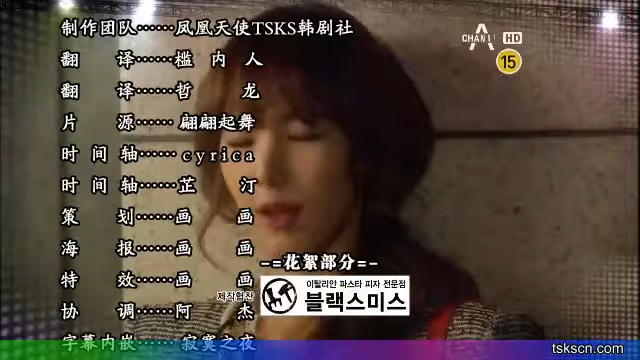 制作团队······凤凰天使TSKS韩剧社
翻 译······槛 内 人
翻 译······哲 龙
片 源······翩翩起舞
时 间 轴······cyrica
时 间 轴······芷 汀
策 划······画 画
海 报······画 画
特 效······画 画
协 调······阿 杰
字幕内嵌······寂寞之夜
CHANNEL A HD
15
-=花絮部分=-
제작협찬
이탈리안 파스타 피자 전문점
블랙스미스
tskscn.com